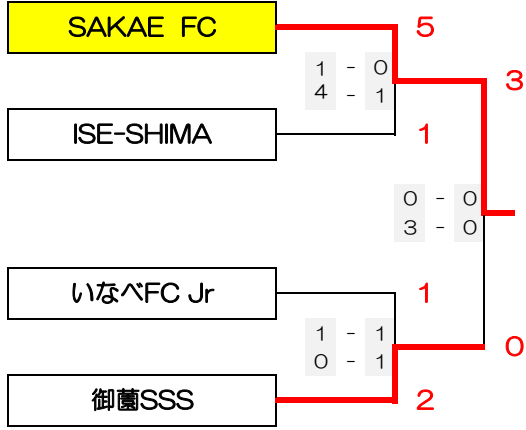 SAKAE FC
5
1 - 0
4 - 1
3
ISE-SHIMA
1
0 - 0
3 - 0
いなべFC Jr
1
1 - 1
0 - 1
0
御薗SSS
2